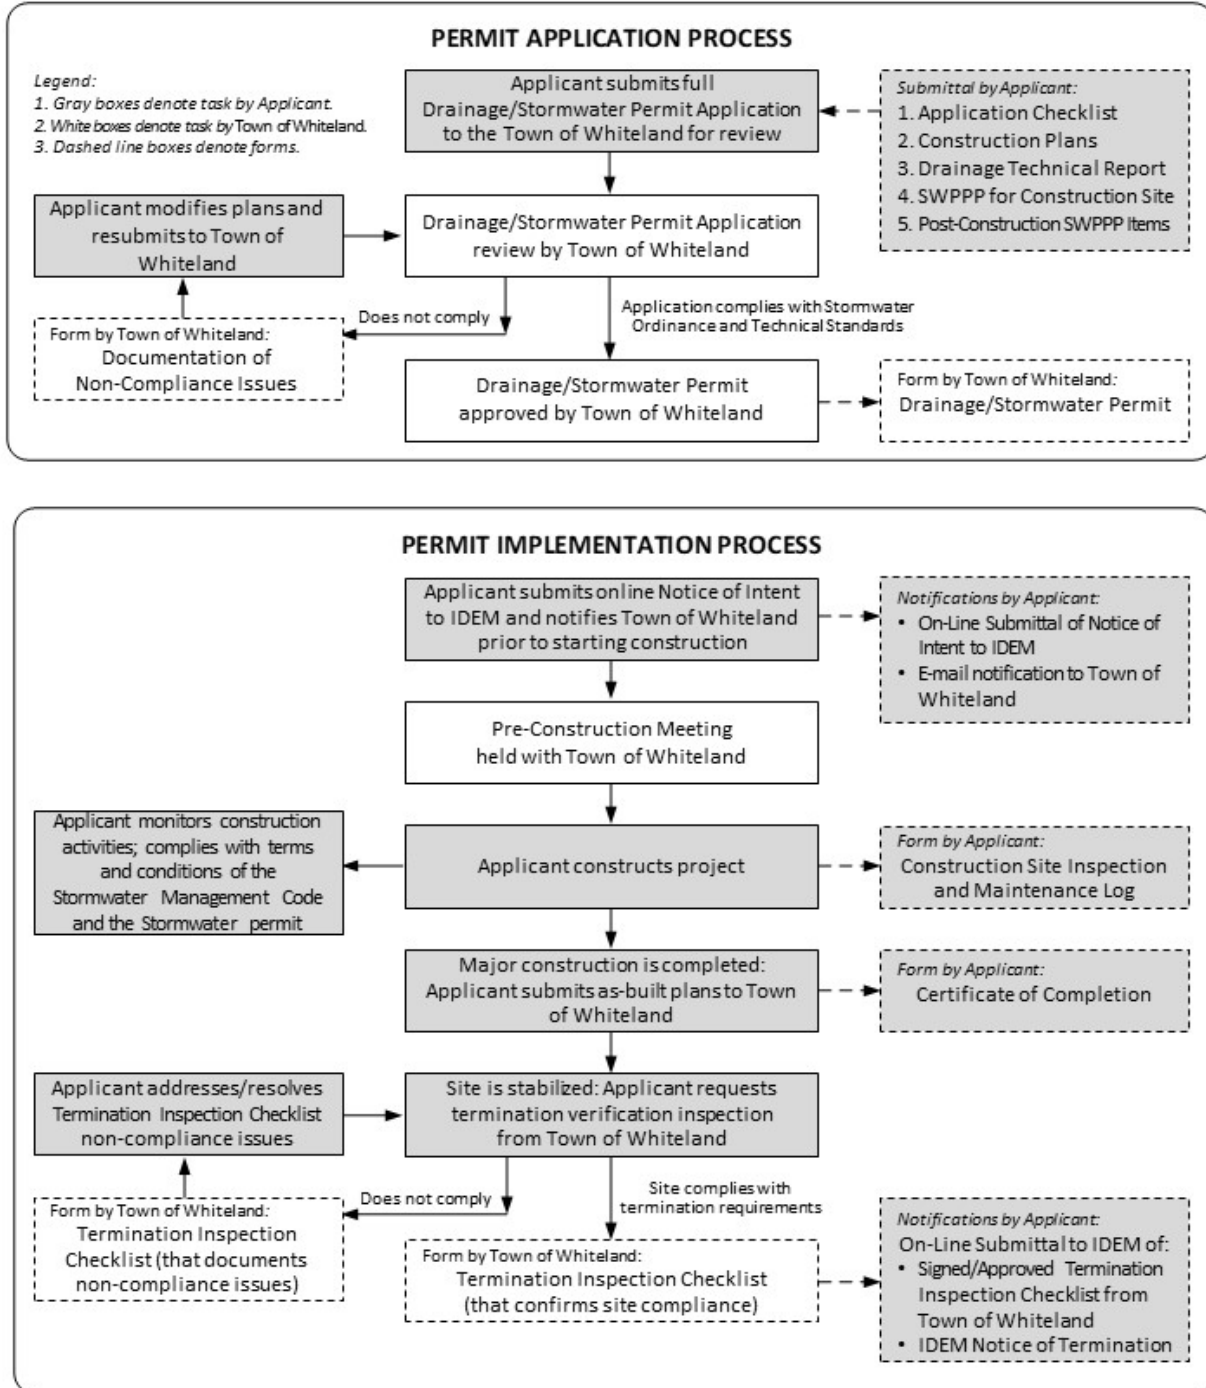 PERMIT APPLICATION PROCESS
Legend:
1. Gray boxes denote task by Applicant.
2. White boxes denote task by Town of Whiteland.
3. Dashed line boxes denote forms.
Applicant submits full
Drainage/Stormwater Permit Application
to the Town of Whiteland for review
Submittal by Applicant:
1. Application Checklist
2. Construction Plans
3. Drainage Technical Report
4. SWPPP for Construction Site
5. Post-Construction SWPPP Items
Applicant modifies plans and
resubmits to Town of
Whiteland
Drainage/Stormwater Permit Application
review by Town of Whiteland
Does not comply
Application complies with Stormwater
Ordinance and Technical Standards
Form by Town of Whiteland:
Documentation of
Non-Compliance Issues
Drainage/Stormwater Permit
approved by Town of Whiteland
Form by Town of Whiteland:
Drainage/Stormwater Permit
PERMIT IMPLEMENTATION PROCESS
Applicant submits online Notice of Intent
to IDEM and notifies Town of Whiteland
prior to starting construction
Notifications by Applicant:
• On-Line Submittal of Notice of
Intent to IDEM
• E-mail notification to Town of
Whiteland
Pre-Construction Meeting
held with Town of Whiteland
Applicant monitors construction
activities; complies with terms
and conditions of the
Stormwater Management Code
and the Stormwater permit
Applicant constructs project
Form by Applicant:
Construction Site Inspection
and Maintenance Log
Major construction is completed:
Applicant submits as-built plans to Town
of Whiteland
Form by Applicant:
Certificate of Completion
Applicant addresses/resolves
Termination Inspection Checklist
non-compliance issues
Site is stabilized: Applicant requests
termination verification inspection
from Town of Whiteland
Does not comply
Site complies with
termination requirements
Form by Town of Whiteland:
Termination Inspection
Checklist (that documents
non-compliance issues)
Form by Town of Whiteland:
Termination Inspection Checklist
(that confirms site compliance)
Notifications by Applicant:
On-Line Submittal to IDEM of:
• Signed/Approved Termination
Inspection Checklist from
Town of Whiteland
• IDEM Notice of Termination